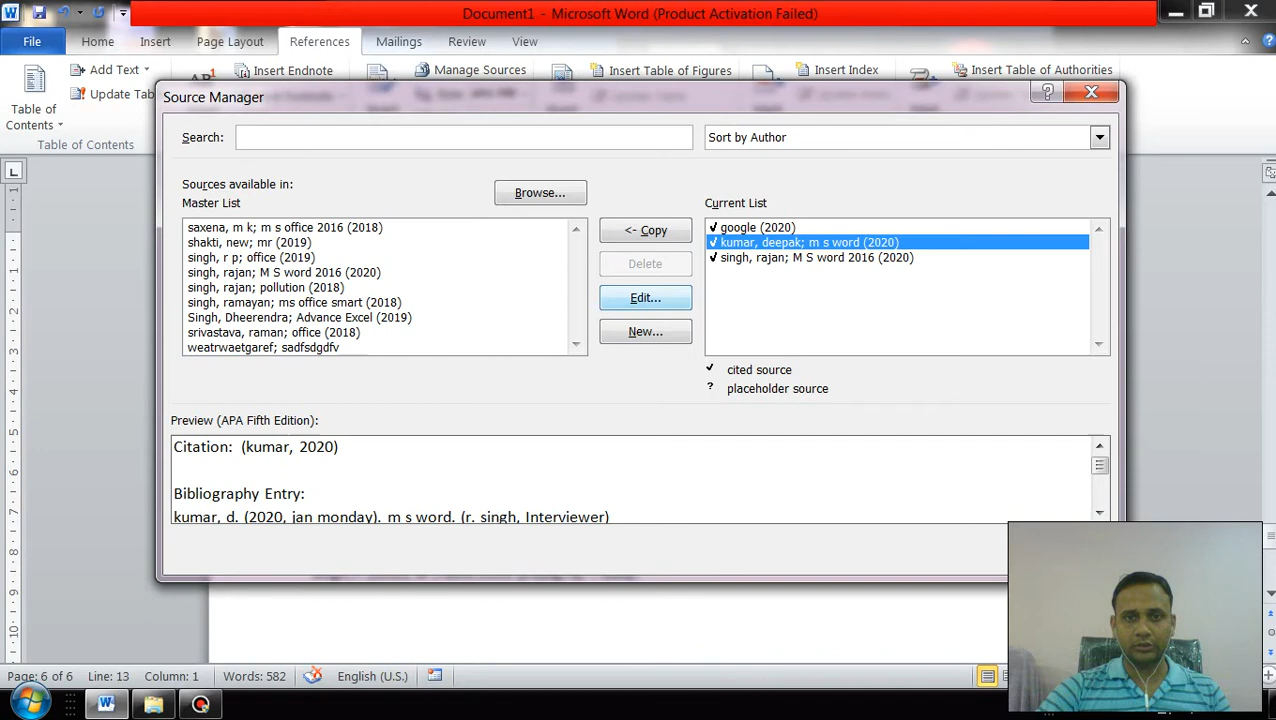 Document1 - Microsoft Word (Product Activation Failed)
File Home Insert Page Layout References Mailings Review View
Add Text
Insert Endnote
Manage Sources
Insert Table of Figures
Insert Index
Insert Table of Authorities
Table of
Contents
Update Tab
Table of Contents
Source Manager
Search:
Sort by Author
Sources available in:
Master List
Browse...
Current List
saxena, m k; m s office 2016 (2018)
shakti, new; mr (2019)
singh, r p; office (2019)
singh, rajan; M S word 2016 (2020)
singh, rajan; pollution (2018)
singh, ramayan; ms office smart (2018)
Singh, Dheerendra; Advance Excel (2019)
srivastava, raman; office (2018)
weatrwaetgaref; sadfsdgdfv
<- Copy
Delete
Edit...
New...
google (2020)
kumar, deepak; m s word (2020)
singh, rajan; M S word 2016 (2020)
✓ cited source
? placeholder source
Preview (APA Fifth Edition):
Citation: (kumar, 2020)
Bibliography Entry:
kumar, d. (2020, jan monday). m s word. (r. singh, Interviewer)
Page: 6 of 6 Line: 13 Column: 1 Words: 582 English (U.S.)